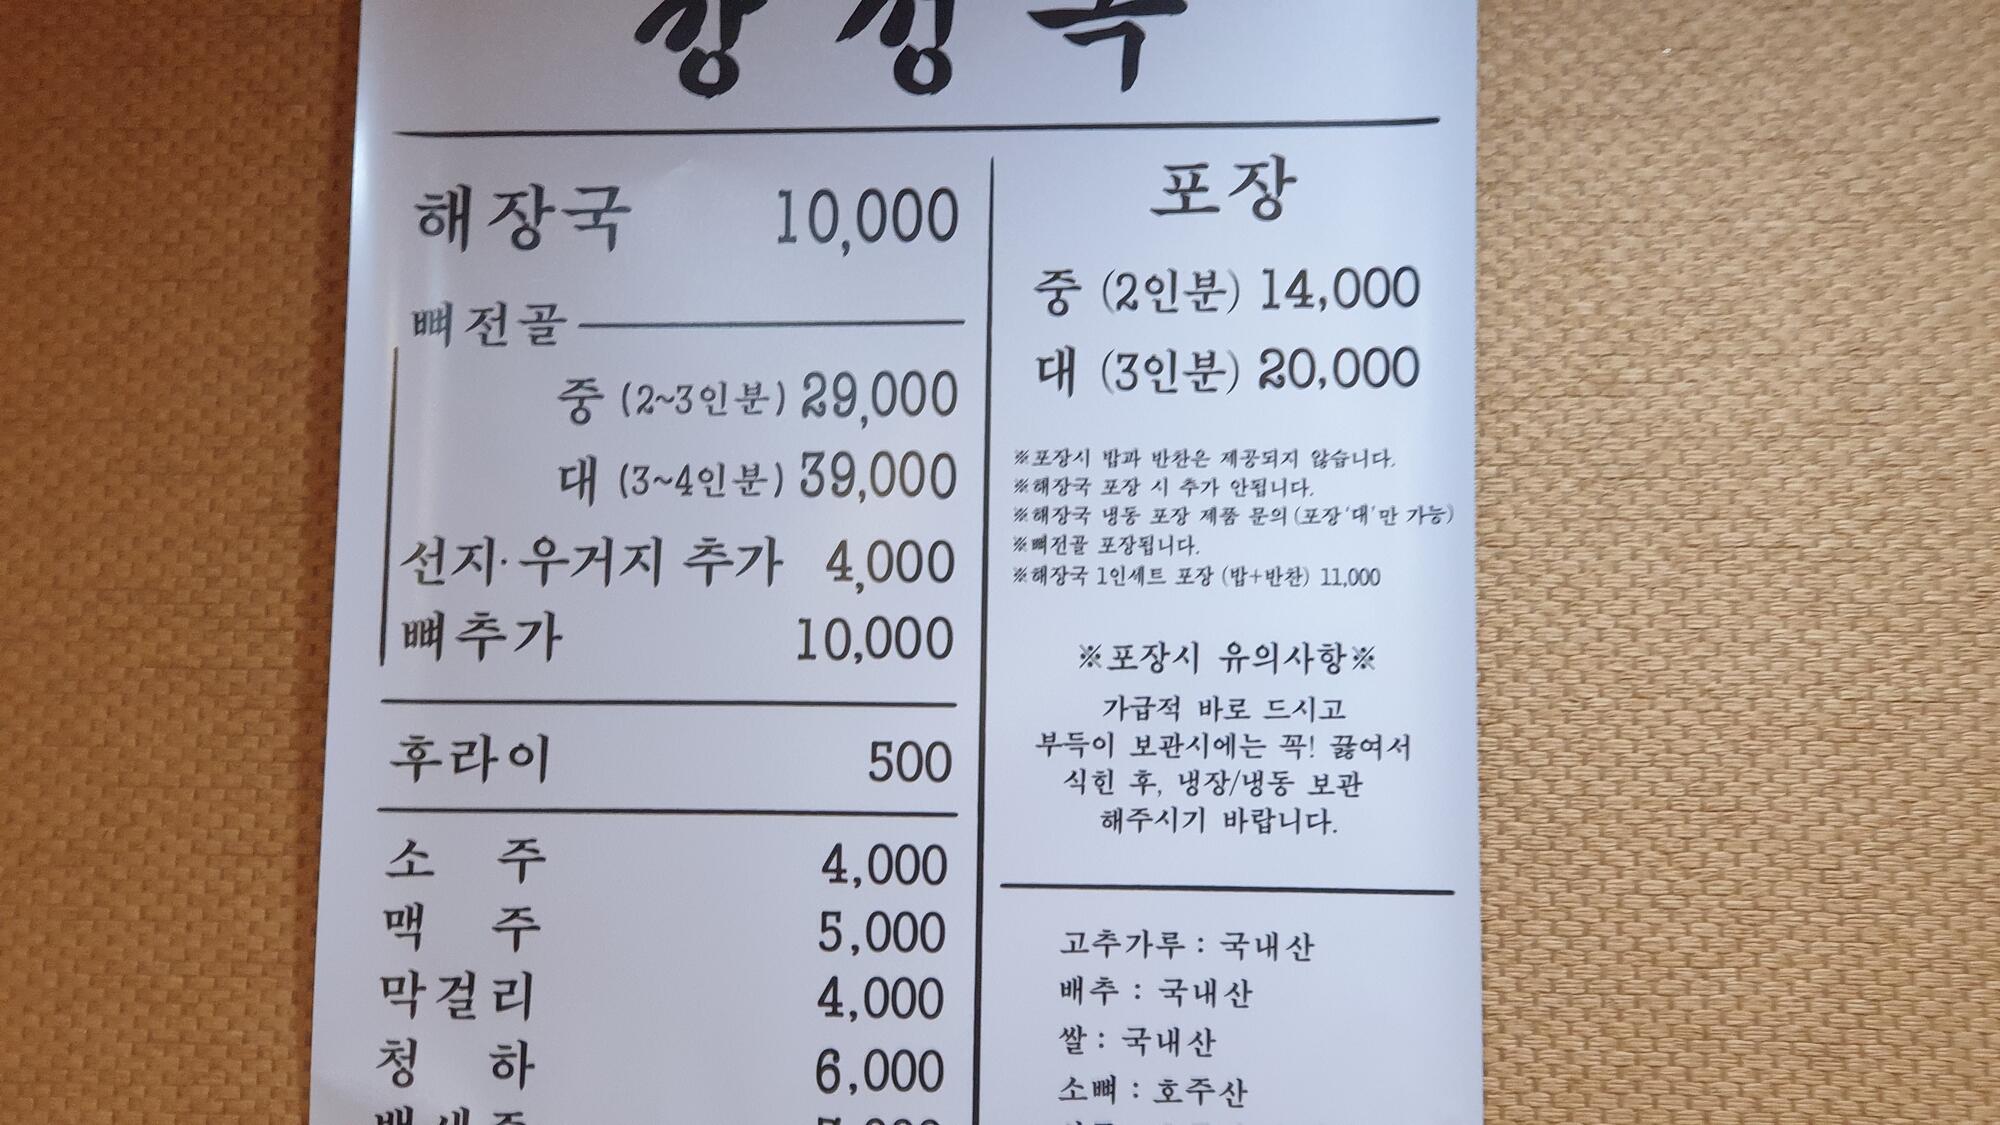 해장국 10,000
뼈전골
중 (2~3인분) 29,000
대 (3~4인분) 39,000
선지·우거지 추가 4,000
뼈추가 10,000
후라이 500
소 주 4,000
맥 주 5,000
막걸리 4,000
청 하 6,000
포장
중 (2인분) 14,000
대 (3인분) 20,000
※포장시 밥과 반찬은 제공되지 않습니다.
※해장국 포장 시 추가 안됩니다.
※해장국 냉동 포장 제품 문의 (포장'대'만 가능)
※뼈전골 포장됩니다.
※해장국 1인세트 포장 (밥+반찬) 11,000
※포장시 유의사항※
가급적 바로 드시고
부득이 보관시에는 꼭! 끓여서
식힌 후, 냉장/냉동 보관
해주시기 바랍니다.
고추가루 : 국내산
배추 : 국내산
쌀 : 국내산
소뼈 : 호주산